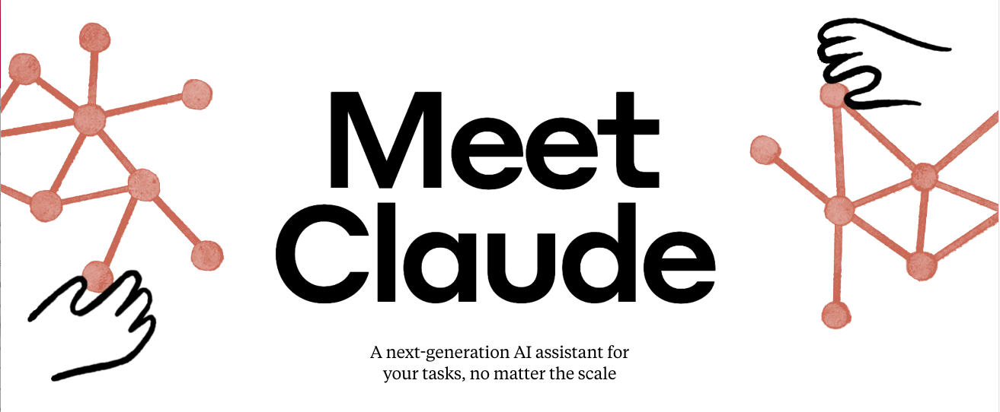 Meet
Claude
A next-generation AI assistant for
your tasks, no matter the scale